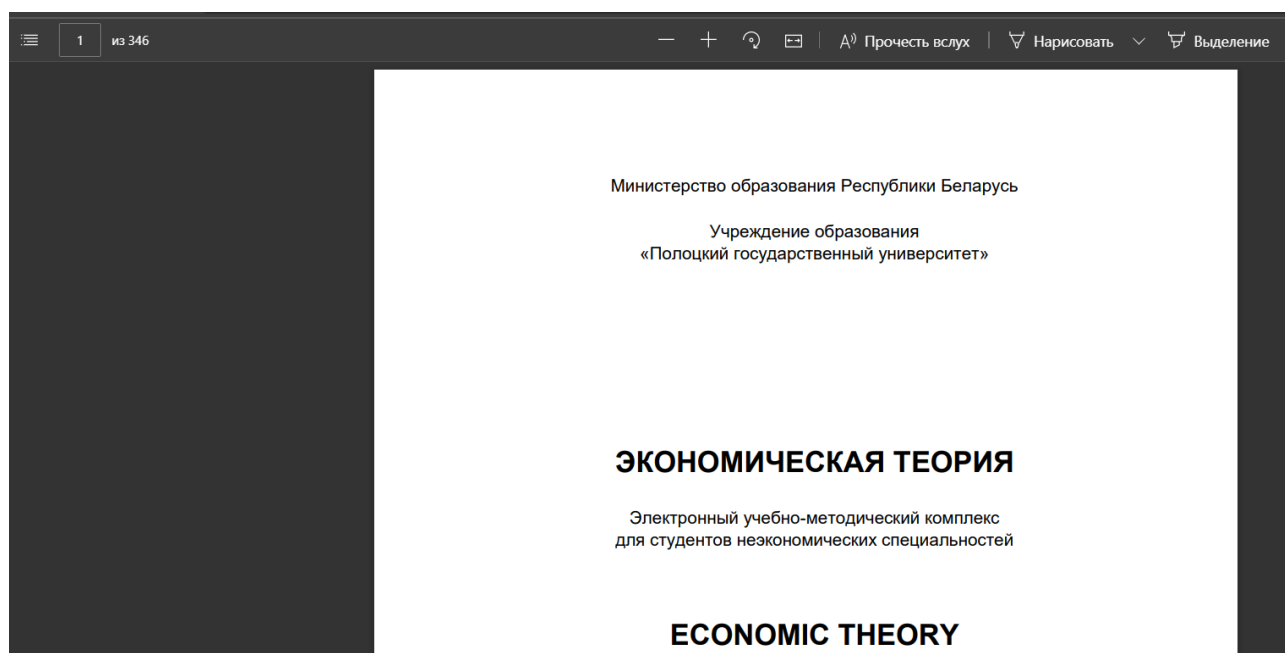 1 из 346 Прочесть вслух Нарисовать Выделение
Министерство образования Республики Беларусь
Учреждение образования
«Полоцкий государственный университет»
ЭКОНОМИЧЕСКАЯ ТЕОРИЯ
Электронный учебно-методический комплекс
для студентов неэкономических специальностей
ECONOMIC THEORY